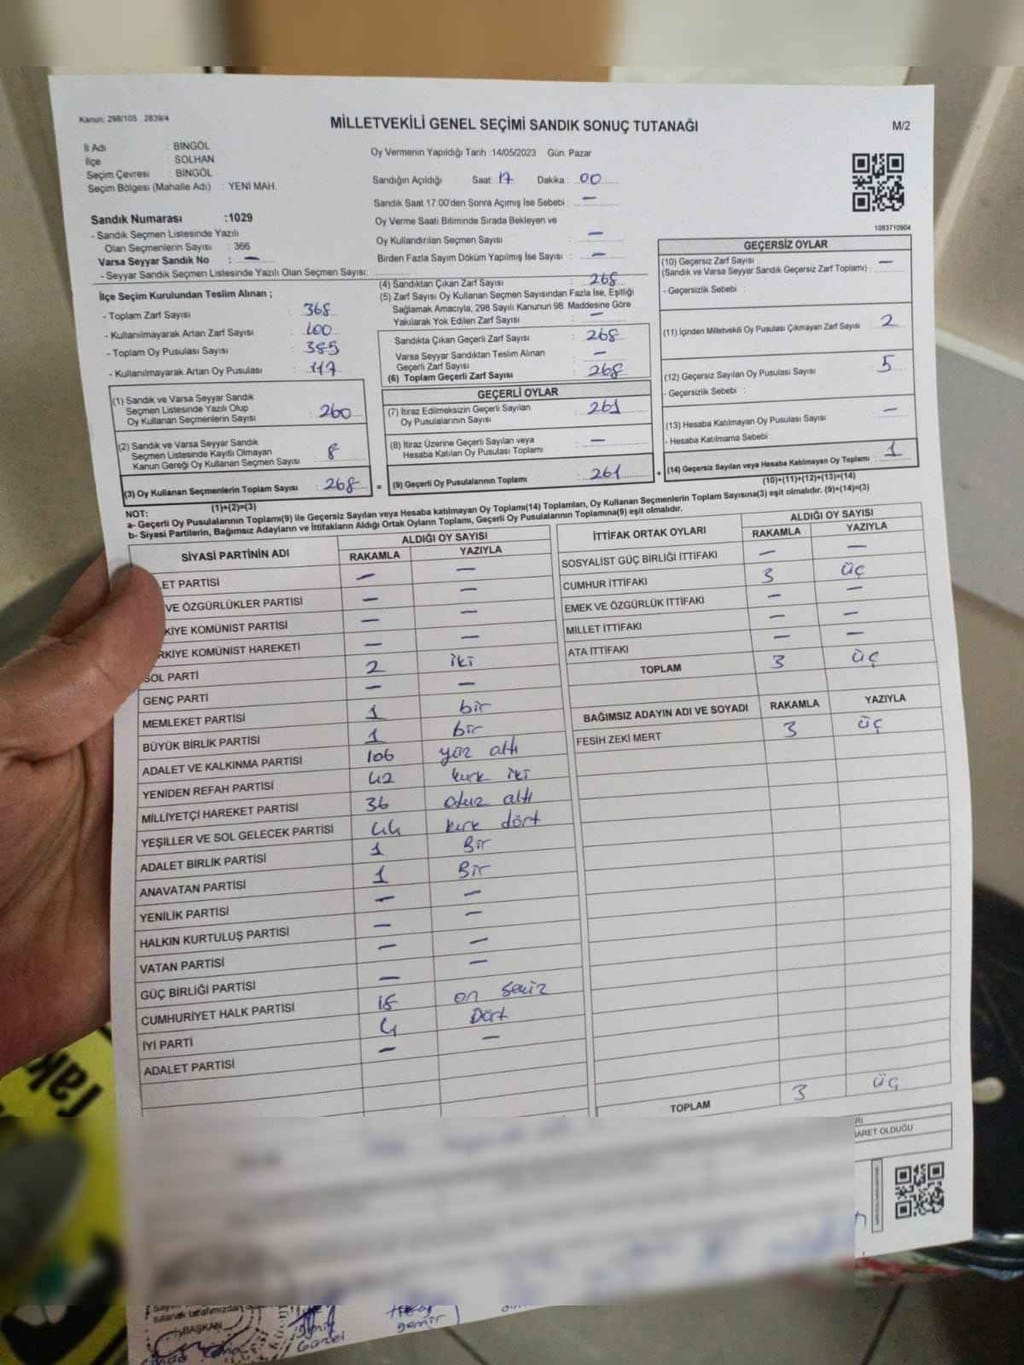 Kanun: 298/105 , 2839/4
MİLLETVEKİLİ GENEL SEÇİMİ SANDIK SONUÇ TUTANAĞI
M/2
İl Adı : BİNGÖL
İlçe : SOLHAN
Seçim Çevresi : BİNGÖL
Seçim Bölgesi (Mahalle Adı) : YENİ MAH.
Sandık Numarası :1029
- Sandık Seçmen Listesinde Yazılı
Olan Seçmenlerin Sayısı : 366
Varsa Seyyar Sandık No : —
- Seyyar Sandık Seçmen Listesinde Yazılı Olan Seçmen Sayısı:
İlçe Seçim Kurulundan Teslim Alınan ;
- Toplam Zarf Sayısı : 368
- Kullanılmayarak Artan Zarf Sayısı : 100
- Toplam Oy Pusulası Sayısı : 385
- Kullanılmayarak Artan Oy Pusulası : 117
(1) Sandık ve Varsa Seyyar Sandık
Seçmen Listesinde Yazılı Olup
Oy Kullanan Seçmenlerin Sayısı : 260
(2) Sandık ve Varsa Seyyar Sandık
Seçmen Listesinde Kayıtlı Olmayan
Kanun Gereği Oy Kullanan Seçmen Sayısı : 8
(3) Oy Kullanan Seçmenlerin Toplam Sayısı : 268 =
(1)+(2)=(3)
Oy Vermenin Yapıldığı Tarih :14/05/2023 Gün: Pazar
Sandığın Açıldığı Saat: 17 Dakika : 00
Sandık Saat 17:00'den Sonra Açımış İse Sebebi : —
Oy Verme Saati Bitiminde Sırada Bekleyen ve
Oy Kullandırılan Seçmen Sayısı : —
Birden Fazla Sayım Döküm Yapılmış İse Sayısı : —
(4) Sandıktan Çıkan Zarf Sayısı : 268
(5) Zarf Sayısı Oy Kullanan Seçmen Sayısından Fazla İse, Eşitliği
Sağlamak Amacıyla, 298 Sayılı Kanunun 98. Maddesine Göre
Yakılarak Yok Edilen Zarf Sayısı : —
Sandıkta Çıkan Geçerli Zarf Sayısı : 268
Varsa Seyyar Sandıktan Teslim Alınan
Geçerli Zarf Sayısı : —
(6) Toplam Geçerli Zarf Sayısı : 268
GEÇERLİ OYLAR
(7) İtiraz Edilmeksizin Geçerli Sayılan
Oy Pusulalarının Sayısı : 261
(8) İtiraz Üzerine Geçerli Sayılan veya
Hesaba Katılan Oy Pusulası Toplamı : —
(9) Geçerli Oy Pusulalarının Toplamı : 261 +
1083710904
GEÇERSİZ OYLAR
(10) Geçersiz Zarf Sayısı
(Sandık ve Varsa Seyyar Sandık Geçersiz Zarf Toplamı) : —
- Geçersizlik Sebebi :
(11) İçinden Milletvekili Oy Pusulası Çıkmayan Zarf Sayısı : 2
(12) Geçersiz Sayılan Oy Pusulası Sayısı : 5
- Geçersizlik Sebebi :
(13) Hesaba Katılmayan Oy Pusulası Sayısı : —
- Hesaba Katılmama Sebebi :
(14) Geçersiz Sayılan veya Hesaba Katılmayan Oy Toplamı : 1
(10)+(11)+(12)+(13)=(14)
NOT:
a- Geçerli Oy Pusulalarının Toplamı(9) ile Geçersiz Sayılan veya Hesaba katılmayan Oy Toplamı(14) Toplamları, Oy Kullanan Seçmenlerin Toplam Sayısına(3) eşit olmalıdır. (9)+(14)=(3)
b- Siyasi Partilerin, Bağımsız Adayların ve İttifakların Aldığı Ortak Oyların Toplamı, Geçerli Oy Pusulalarının Toplamına(9) eşit olmalıdır.
SİYASİ PARTİNİN ADI ALDIĞI OY SAYISI
RAKAMLA YAZIYLA
ET PARTİSİ — —
VE ÖZGÜRLÜKLER PARTİSİ — —
KİYE KOMÜNİST PARTİSİ — —
RKİYE KOMÜNİST HAREKETİ — —
SOL PARTİ 2 iki
GENÇ PARTİ — —
MEMLEKET PARTİSİ 1 bir
BÜYÜK BİRLİK PARTİSİ 1 bir
ADALET VE KALKINMA PARTİSİ 106 yüz altı
YENİDEN REFAH PARTİSİ 42 kırk iki
MİLLİYETÇİ HAREKET PARTİSİ 36 otuz altı
YEŞİLLER VE SOL GELECEK PARTİSİ 44 kırk dört
ADALET BİRLİK PARTİSİ 1 Bir
ANAVATAN PARTİSİ 1 Bir
YENİLİK PARTİSİ — —
HALKIN KURTULUŞ PARTİSİ — —
VATAN PARTİSİ — —
GÜÇ BİRLİĞİ PARTİSİ — —
CUMHURİYET HALK PARTİSİ 18 on sekiz
İYİ PARTİ 4 Dört
ADALET PARTİSİ — —
İTTİFAK ORTAK OYLARI ALDIĞI OY SAYISI
RAKAMLA YAZIYLA
SOSYALİST GÜÇ BİRLİĞİ İTTİFAKI — —
CUMHUR İTTİFAKI 3 üç
EMEK VE ÖZGÜRLÜK İTTİFAKI — —
MİLLET İTTİFAKI — —
ATA İTTİFAKI — —
TOPLAM 3 üç
BAĞIMSIZ ADAYIN ADI VE SOYADI RAKAMLA YAZIYLA
FESİH ZEKİ MERT 3 üç
TOPLAM 3 üç
ARET OLDUĞU
BAŞKAN